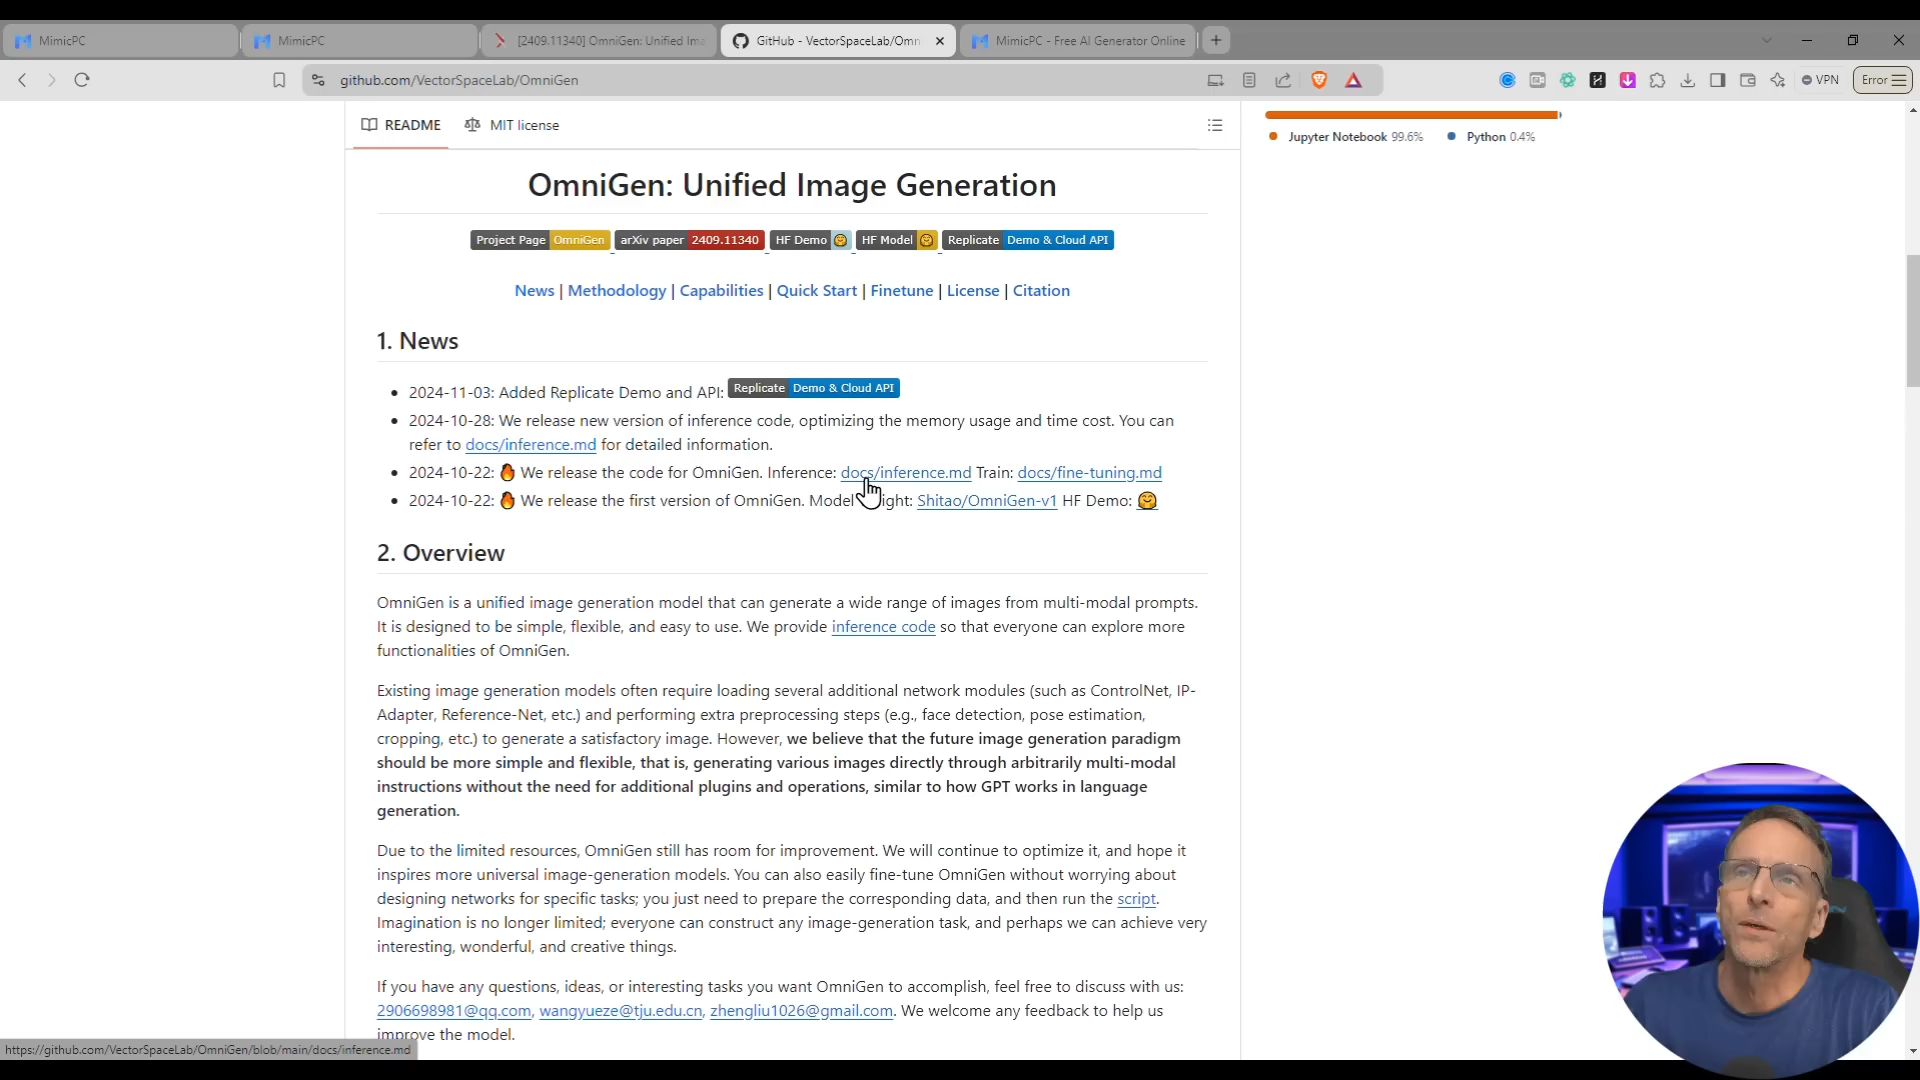 MimicPC
MimicPC
[2409.11340] OmniGen: Unified Ima
GitHub - VectorSpaceLab/Omn
MimicPC - Free AI Generator Online
github.com/VectorSpaceLab/OmniGen
VPN
Error
README
MIT license
Jupyter Notebook 99.6%
Python 0.4%
OmniGen: Unified Image Generation
Project Page OmniGen arXiv paper 2409.11340 HF Demo 🤗 HF Model 🤗 Replicate Demo & Cloud API
News | Methodology | Capabilities | Quick Start | Finetune | License | Citation
1. News
• 2024-11-03: Added Replicate Demo and API: Replicate Demo & Cloud API
• 2024-10-28: We release new version of inference code, optimizing the memory usage and time cost. You can
refer to docs/inference.md for detailed information.
• 2024-10-22: 🔥 We release the code for OmniGen. Inference: docs/inference.md Train: docs/fine-tuning.md
• 2024-10-22: 🔥 We release the first version of OmniGen. Model ight: Shitao/OmniGen-v1 HF Demo: 🤗
2. Overview
OmniGen is a unified image generation model that can generate a wide range of images from multi-modal prompts.
It is designed to be simple, flexible, and easy to use. We provide inference code so that everyone can explore more
functionalities of OmniGen.
Existing image generation models often require loading several additional network modules (such as ControlNet, IP-
Adapter, Reference-Net, etc.) and performing extra preprocessing steps (e.g., face detection, pose estimation,
cropping, etc.) to generate a satisfactory image. However, we believe that the future image generation paradigm
should be more simple and flexible, that is, generating various images directly through arbitrarily multi-modal
instructions without the need for additional plugins and operations, similar to how GPT works in language
generation.
Due to the limited resources, OmniGen still has room for improvement. We will continue to optimize it, and hope it
inspires more universal image-generation models. You can also easily fine-tune OmniGen without worrying about
designing networks for specific tasks; you just need to prepare the corresponding data, and then run the script.
Imagination is no longer limited; everyone can construct any image-generation task, and perhaps we can achieve very
interesting, wonderful, and creative things.
If you have any questions, ideas, or interesting tasks you want OmniGen to accomplish, feel free to discuss with us:
2906698981@qq.com, wangyueze@tju.edu.cn, zhengliu1026@gmail.com. We welcome any feedback to help us
improve the model.
https://github.com/VectorSpaceLab/OmniGen/blob/main/docs/inference.md